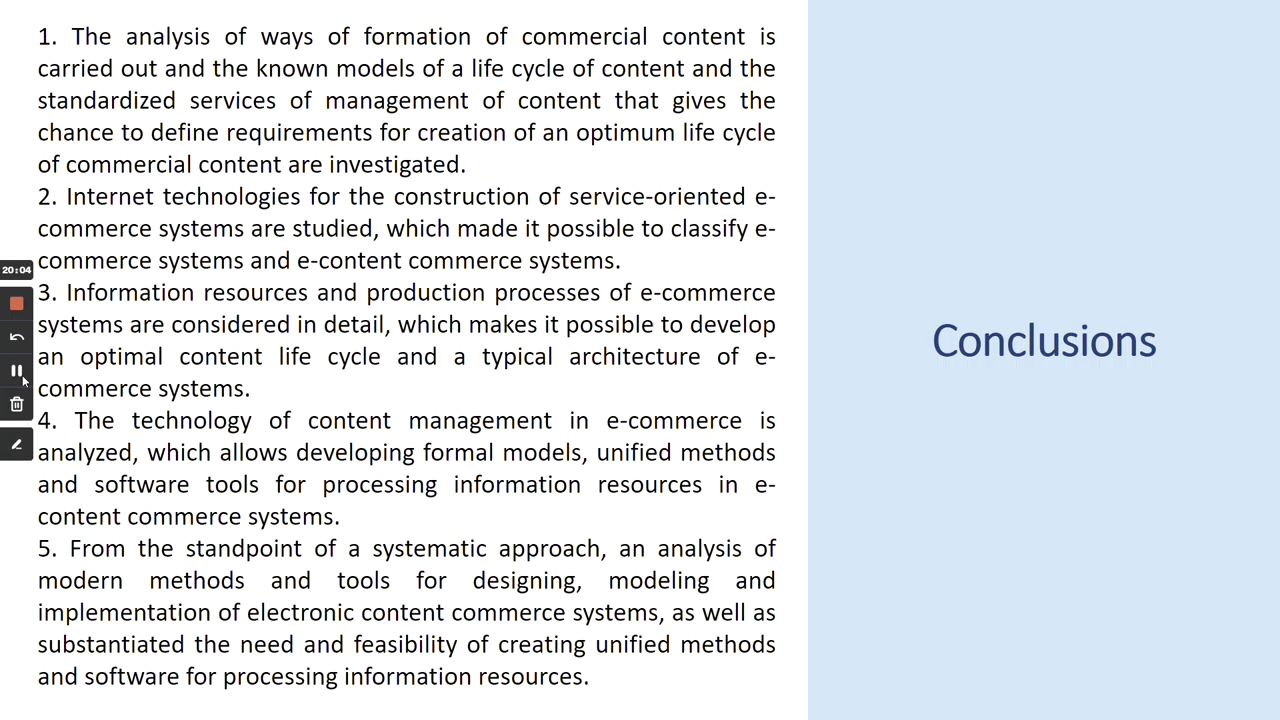 1. The analysis of ways of formation of commercial content is
carried out and the known models of a life cycle of content and the
standardized services of management of content that gives the
chance to define requirements for creation of an optimum life cycle
of commercial content are investigated.
2. Internet technologies for the construction of service-oriented e-
commerce systems are studied, which made it possible to classify e-
commerce systems and e-content commerce systems.
3. Information resources and production processes of e-commerce
systems are considered in detail, which makes it possible to develop
an optimal content life cycle and a typical architecture of e-
commerce systems.
4. The technology of content management in e-commerce is
analyzed, which allows developing formal models, unified methods
and software tools for processing information resources in e-
content commerce systems.
5. From the standpoint of a systematic approach, an analysis of
modern methods and tools for designing, modeling and
implementation of electronic content commerce systems, as well as
substantiated the need and feasibility of creating unified methods
and software for processing information resources.
20:04
Conclusions